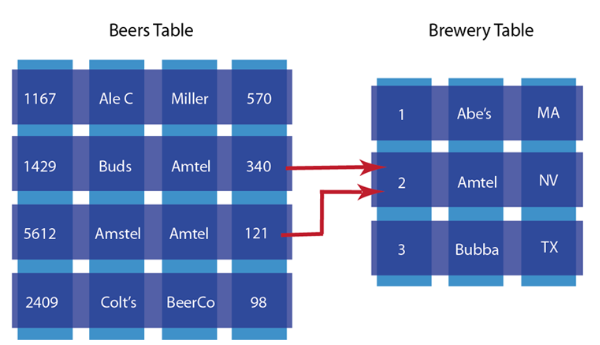 Beers Table
1167 Ale C Miller 570
1429 Buds Amtel 340
5612 Amstel Amtel 121
2409 Colt's BeerCo 98
Brewery Table
1 Abe's MA
2 Amtel NV
3 Bubba TX